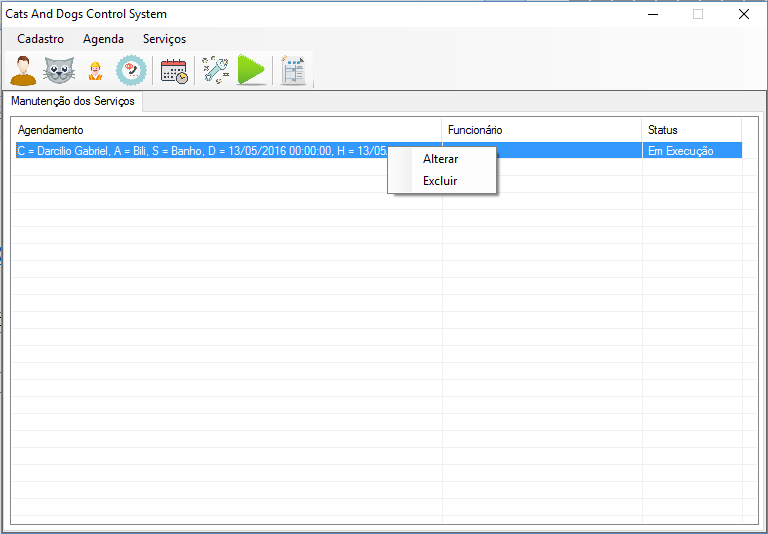 Cats And Dogs Control System
Cadastro Agenda Serviços
Manutenção dos Serviços
Agendamento Funcionário Status
C = Darcilio Gabriel, A = Bili, S = Banho, D = 13/05/2016 00:00:00, H = 13/05 Em Execução
Alterar
Excluir